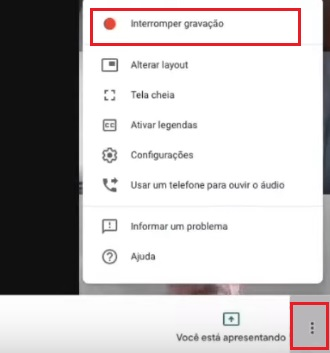 Interromper gravação
Alterar layout
Tela cheia
CC Ativar legendas
Configurações
Usar um telefone para ouvir o áudio
Informar um problema
Ajuda
Você está apresentando